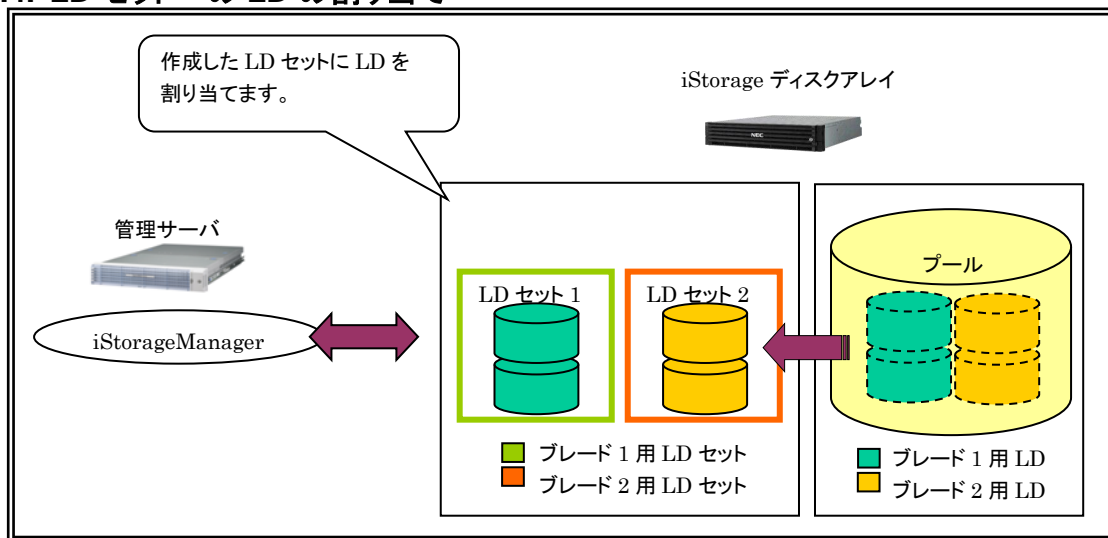 作成した LD セットに LD を
割り当てます。
iStorage ディスクアレイ
NEC
管理サーバ
iStorageManager
LD セット 1
LD セット 2
プール
ブレード 1 用 LD セット
ブレード 2 用 LD セット
ブレード 1 用 LD
ブレード 2 用 LD